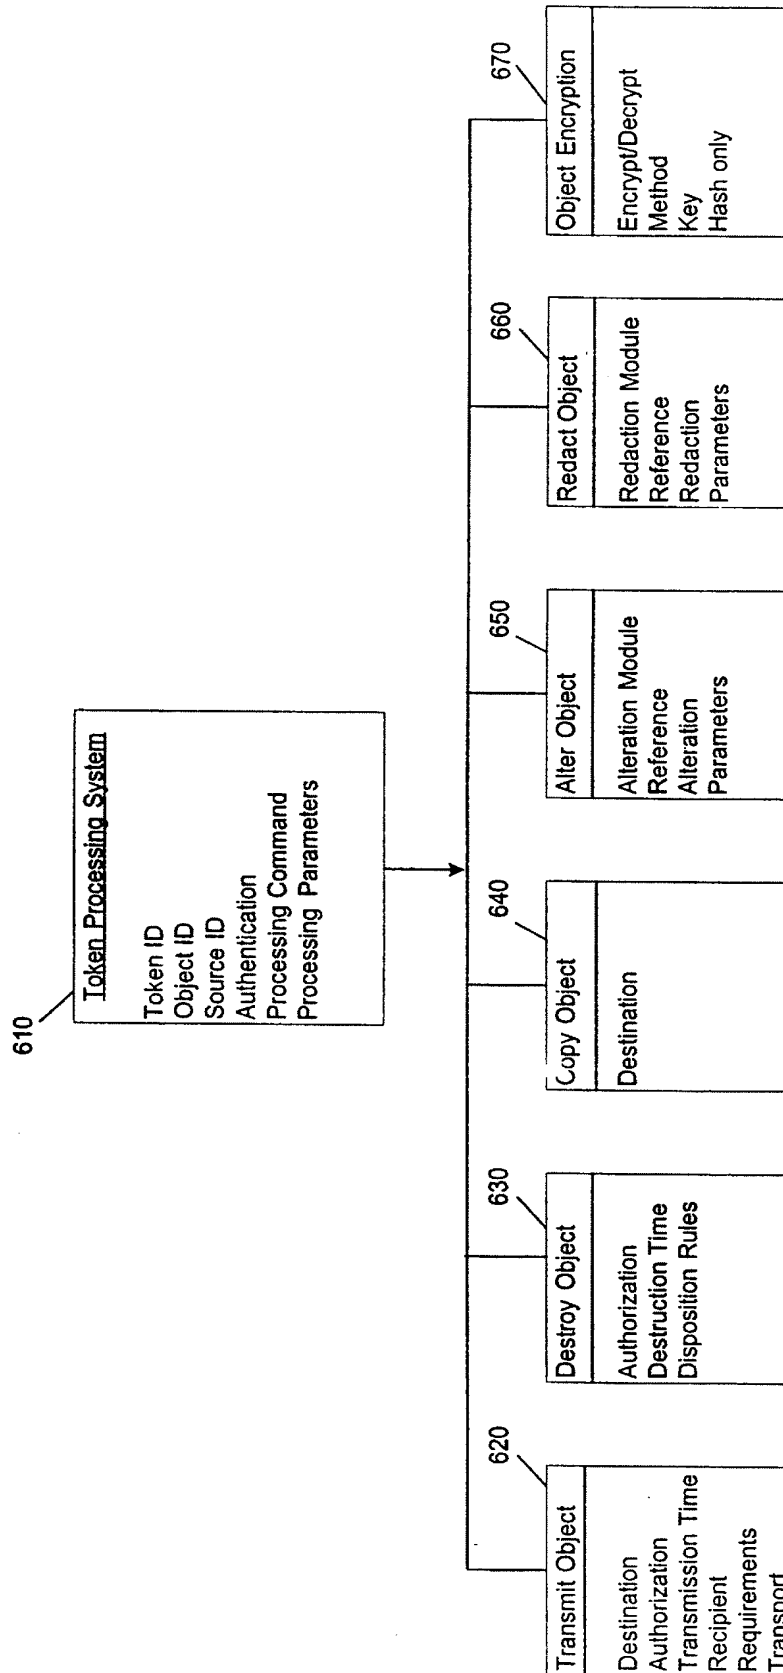 610
Token Processing System
Token ID
Object ID
Source ID
Authentication
Processing Command
Processing Parameters
620
Transmit Object
Destination
Authorization
Transmission Time
Recipient
Requirements
Transport
630
Destroy Object
Authorization
Destruction Time
Disposition Rules
640
Copy Object
Destination
650
Alter Object
Alteration Module
Reference
Alteration
Parameters
660
Redact Object
Redaction Module
Reference
Redaction
Parameters
670
Object Encryption
Encrypt/Decrypt
Method
Key
Hash only